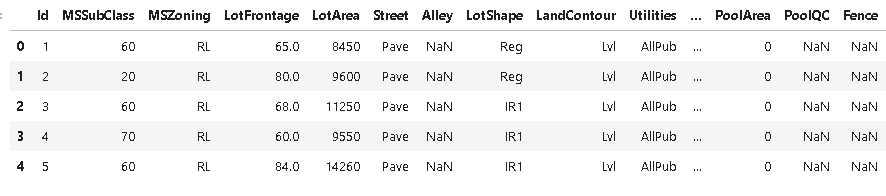 Id MSSubClass MSZoning LotFrontage LotArea Street Alley LotShape LandContour Utilities ... PoolArea PoolQC Fence
0 1 60 RL 65.0 8450 Pave NaN Reg Lvl AllPub ... 0 NaN NaN
1 2 20 RL 80.0 9600 Pave NaN Reg Lvl AllPub ... 0 NaN NaN
2 3 60 RL 68.0 11250 Pave NaN IR1 Lvl AllPub ... 0 NaN NaN
3 4 70 RL 60.0 9550 Pave NaN IR1 Lvl AllPub ... 0 NaN NaN
4 5 60 RL 84.0 14260 Pave NaN IR1 Lvl AllPub ... 0 NaN NaN